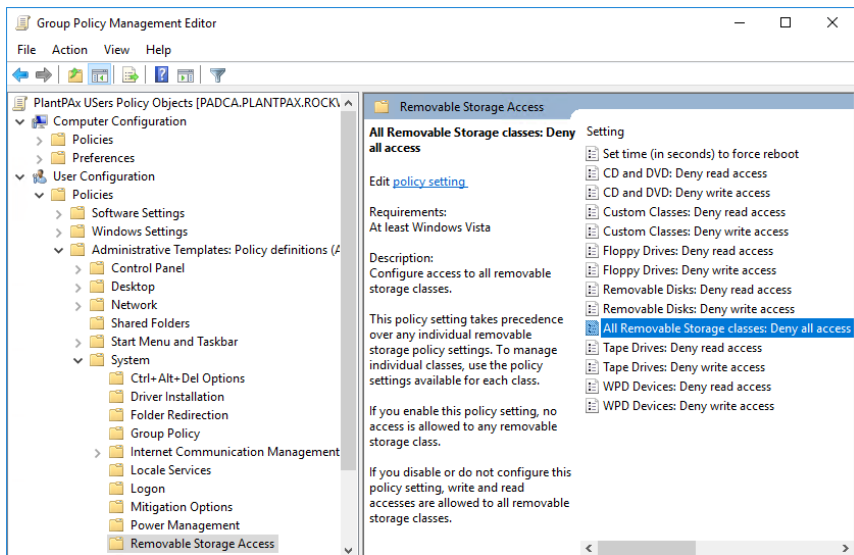 Group Policy Management Editor
File Action View Help
PlantPAx USers Policy Objects [PADCA.PLANTPAX.ROCKW
Computer Configuration
Policies
Preferences
User Configuration
Policies
Software Settings
Windows Settings
Administrative Templates: Policy definitions (A
Control Panel
Desktop
Network
Shared Folders
Start Menu and Taskbar
System
Ctrl+Alt+Del Options
Driver Installation
Folder Redirection
Group Policy
Internet Communication Management
Locale Services
Logon
Mitigation Options
Power Management
Removable Storage Access
Removable Storage Access
All Removable Storage classes: Deny
all access
Edit policy setting
Requirements:
At least Windows Vista
Description:
Configure access to all removable
storage classes.
This policy setting takes precedence
over any individual removable
storage policy settings. To manage
individual classes, use the policy
settings available for each class.
If you enable this policy setting, no
access is allowed to any removable
storage class.
If you disable or do not configure this
policy setting, write and read
accesses are allowed to all removable
storage classes.
Setting
Set time (in seconds) to force reboot
CD and DVD: Deny read access
CD and DVD: Deny write access
Custom Classes: Deny read access
Custom Classes: Deny write access
Floppy Drives: Deny read access
Floppy Drives: Deny write access
Removable Disks: Deny read access
Removable Disks: Deny write access
All Removable Storage classes: Deny all access
Tape Drives: Deny read access
Tape Drives: Deny write access
WPD Devices: Deny read access
WPD Devices: Deny write access